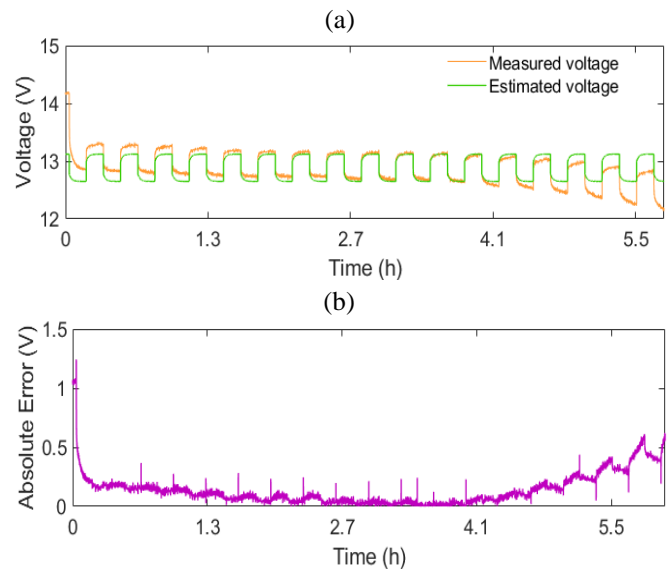 (a)
15
14
13
12
Voltage (V)
Measured voltage
Estimated voltage
0 1.3 2.7 4.1 5.5
Time (h)
(b)
1.5
1
0.5
0
Absolute Error (V)
0 1.3 2.7 4.1 5.5
Time (h)